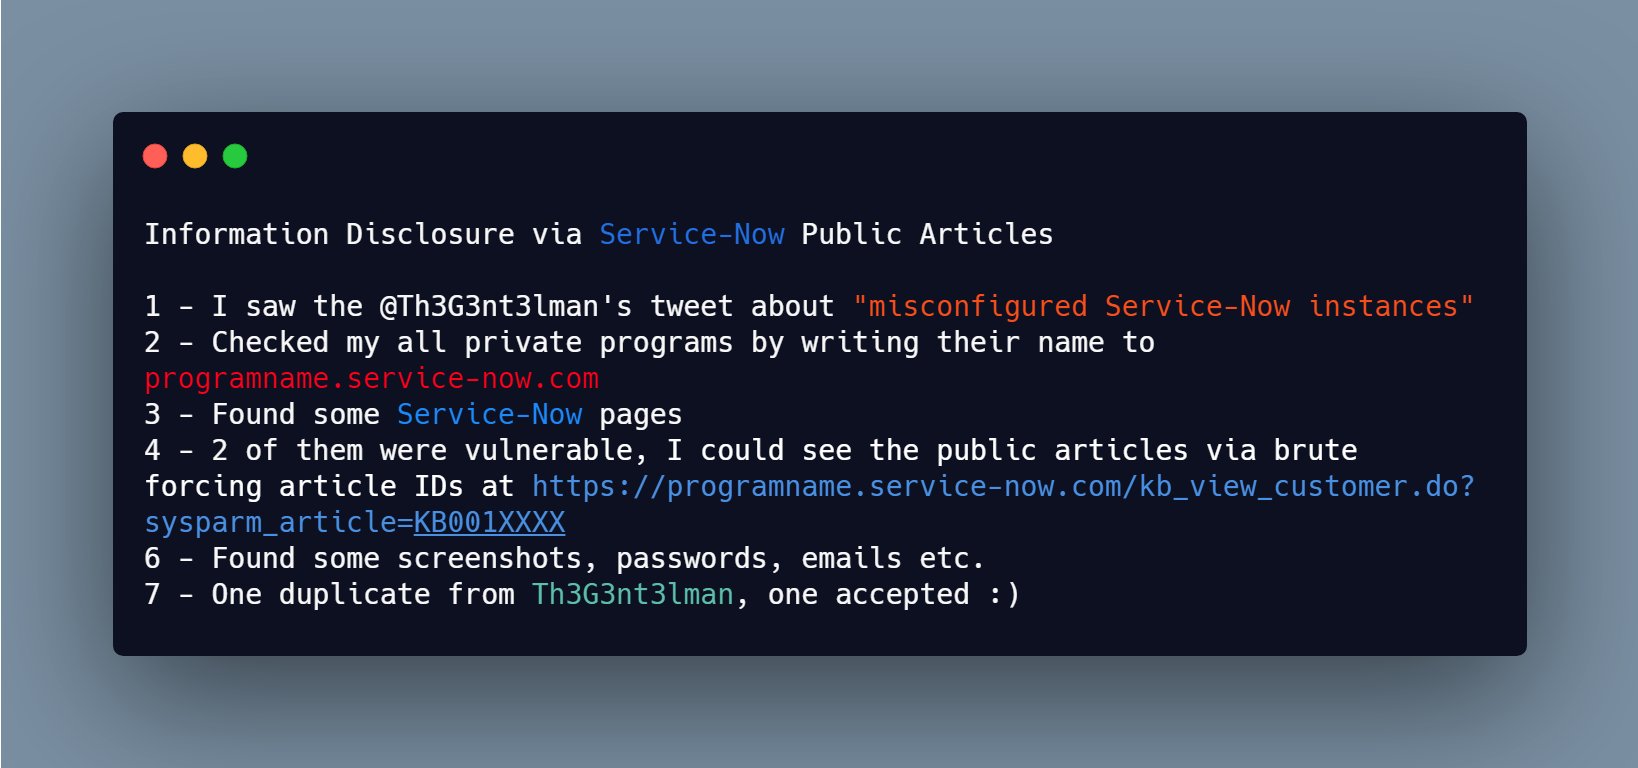 Information Disclosure via Service-Now Public Articles
1 - I saw the @Th3G3nt3lman's tweet about "misconfigured Service-Now instances"
2 - Checked my all private programs by writing their name to
programname.service-now.com
3 - Found some Service-Now pages
4 - 2 of them were vulnerable, I could see the public articles via brute
forcing article IDs at https://programname.service-now.com/kb_view_customer.do?
sysparm_article=KB001XXXX
6 - Found some screenshots, passwords, emails etc.
7 - One duplicate from Th3G3nt3lman, one accepted :)